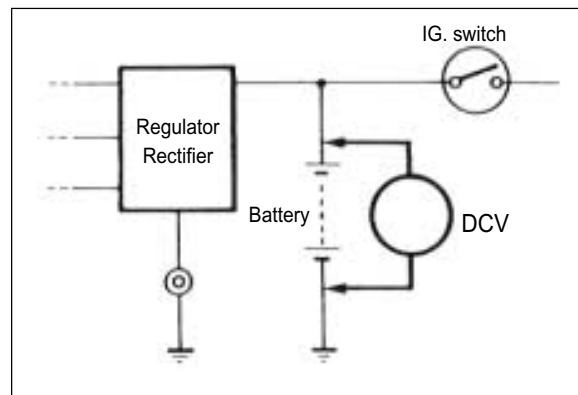 IG. switch
Regulator
Rectifier
Battery
DCV